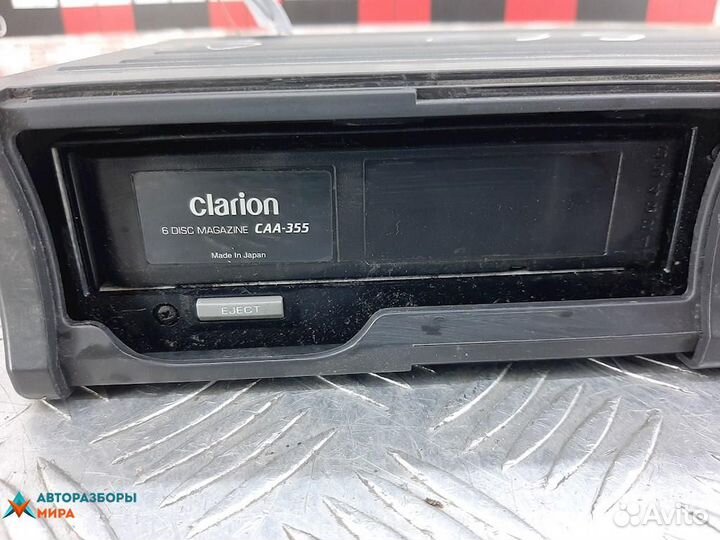 clarion
6 DISC MAGAZINE CAA-355
Made In Japan
EJECT
АВТОРАЗБОРЫ
МИРА
Avito